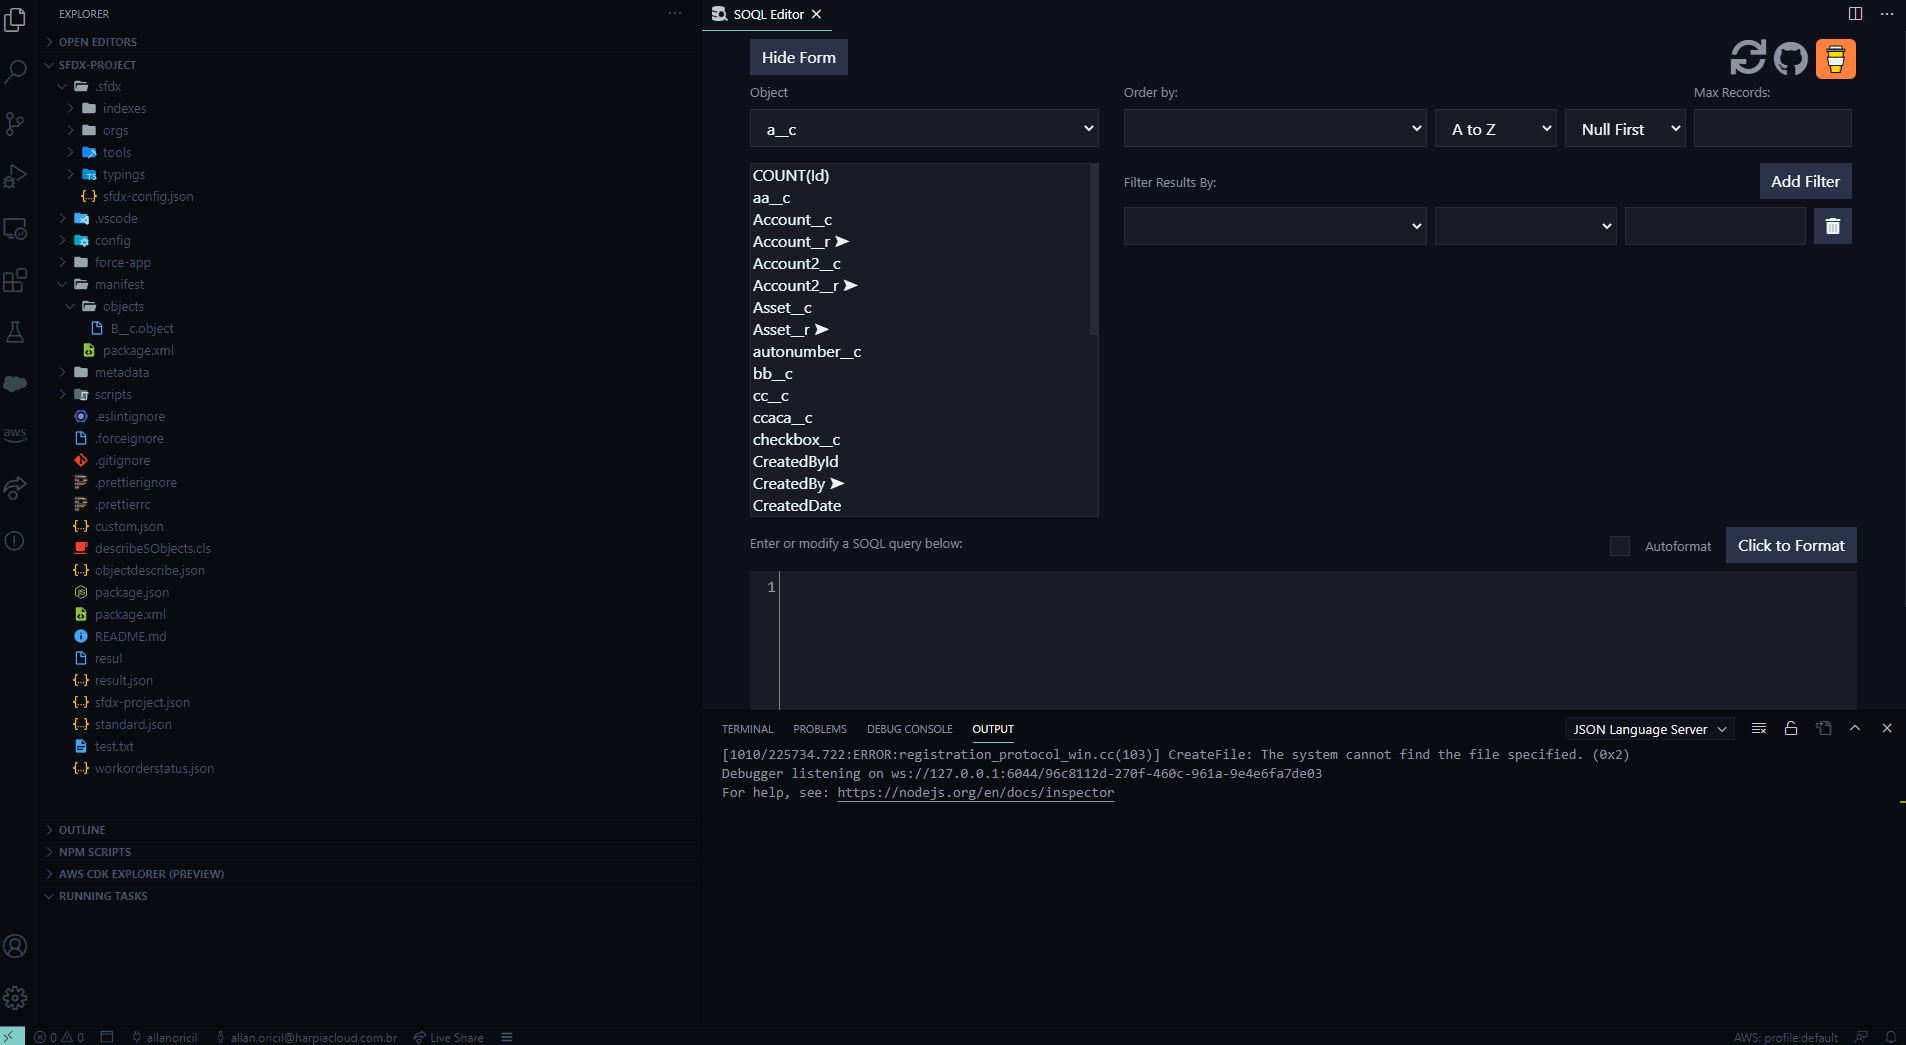 EXPLORER
OPEN EDITORS
SFDX-PROJECT
.sfdx
indexes
orgs
tools
typings
sfdx-config.json
.vscode
config
force-app
manifest
objects
B__c.object
package.xml
metadata
scripts
.eslintignore
.forceignore
.gitignore
.prettierignore
.prettierrc
custom.json
describeSObjects.cls
objectdescribe.json
package.json
package.xml
README.md
resul
result.json
sfdx-project.json
standard.json
test.txt
workorderstatus.json
OUTLINE
NPM SCRIPTS
AWS CDK EXPLORER (PREVIEW)
RUNNING TASKS
aws
SOQL Editor
Hide Form
Object
Order by:
Max Records:
a__c
A to Z
Null First
COUNT(Id)
aa__c
Account__c
Account__r ➤
Account2__c
Account2__r ➤
Asset__c
Asset__r ➤
autonumber__c
bb__c
cc__c
ccaca__c
checkbox__c
CreatedById
CreatedBy ➤
CreatedDate
Filter Results By:
Add Filter
Enter or modify a SOQL query below:
Autoformat
Click to Format
1
TERMINAL
PROBLEMS
DEBUG CONSOLE
OUTPUT
JSON Language Server
[1010/225734.722:ERROR:registration_protocol_win.cc(103)] CreateFile: The system cannot find the file specified. (0x2)
Debugger listening on ws://127.0.0.1:6044/96c8112d-270f-460c-961a-9e4e6fa7de03
For help, see: https://nodejs.org/en/docs/inspector
0 0 allanoricil allan.oricil@harpiacloud.com.br Live Share
AWS: profile:default